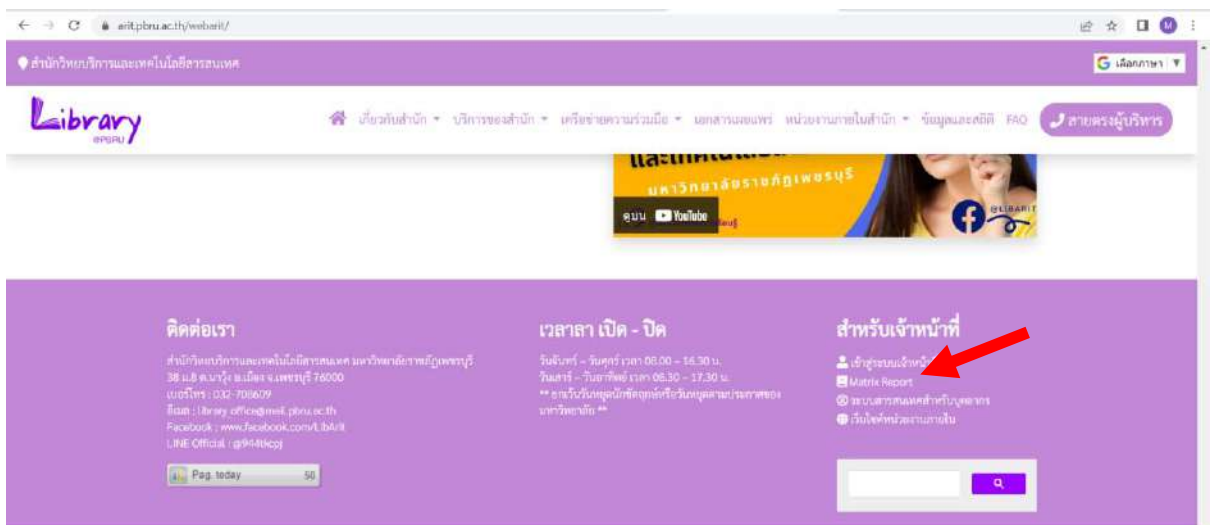 arit.pbru.ac.th/webarit/
M
สำนักวิทยบริการและเทคโนโลยีสารสนเทศ
G เลือกภาษา ▼
Library
@PBRU
เกี่ยวกับสำนัก บริการของสำนัก เครือข่ายความร่วมมือ เอกสารเผยแพร่ หน่วยงานภายในสำนัก ข้อมูลและสถิติ FAQ สายตรงผู้บริหาร
มหาวิทยาลัยราชภัฏเพชรบุรี
ดูบน YouTube
@LIBARIT
ติดต่อเรา
สำนักวิทยบริการและเทคโนโลยีสารสนเทศ มหาวิทยาลัยราชภัฏเพชรบุรี
38 ม.8 ต.นาวุ้ง อ.เมือง จ.เพชรบุรี 76000
เบอร์โทร : 032-708609
อีเมล : library.office@mail.pbru.ac.th
Facebook : www.facebook.com/LibArit
LINE Official :
Pag. today 56
เวลาลา เปิด - ปิด
วันจันทร์ – วันศุกร์ เวลา 08.00 – 16.30 น.
วันเสาร์ – วันอาทิตย์ เวลา 08.30 – 17.30 น.
** ยกเว้นวันหยุดนักขัตฤกษ์หรือวันหยุดตามประกาศของ
มหาวิทยาลัย **
สำหรับเจ้าหน้าที่
เข้าสู่ระบบเจ้าหน้าที่
Matrix Report
ระบบสารสนเทศสำหรับบุคลากร
เว็บไซต์หน่วยงานภายใน